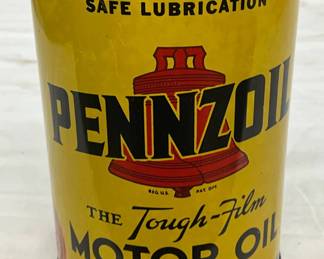 SAFE LUBRICATION
PENNZOIL
REG. U.S. PAT. OFF.
THE Tough-Film
MOTOR OIL